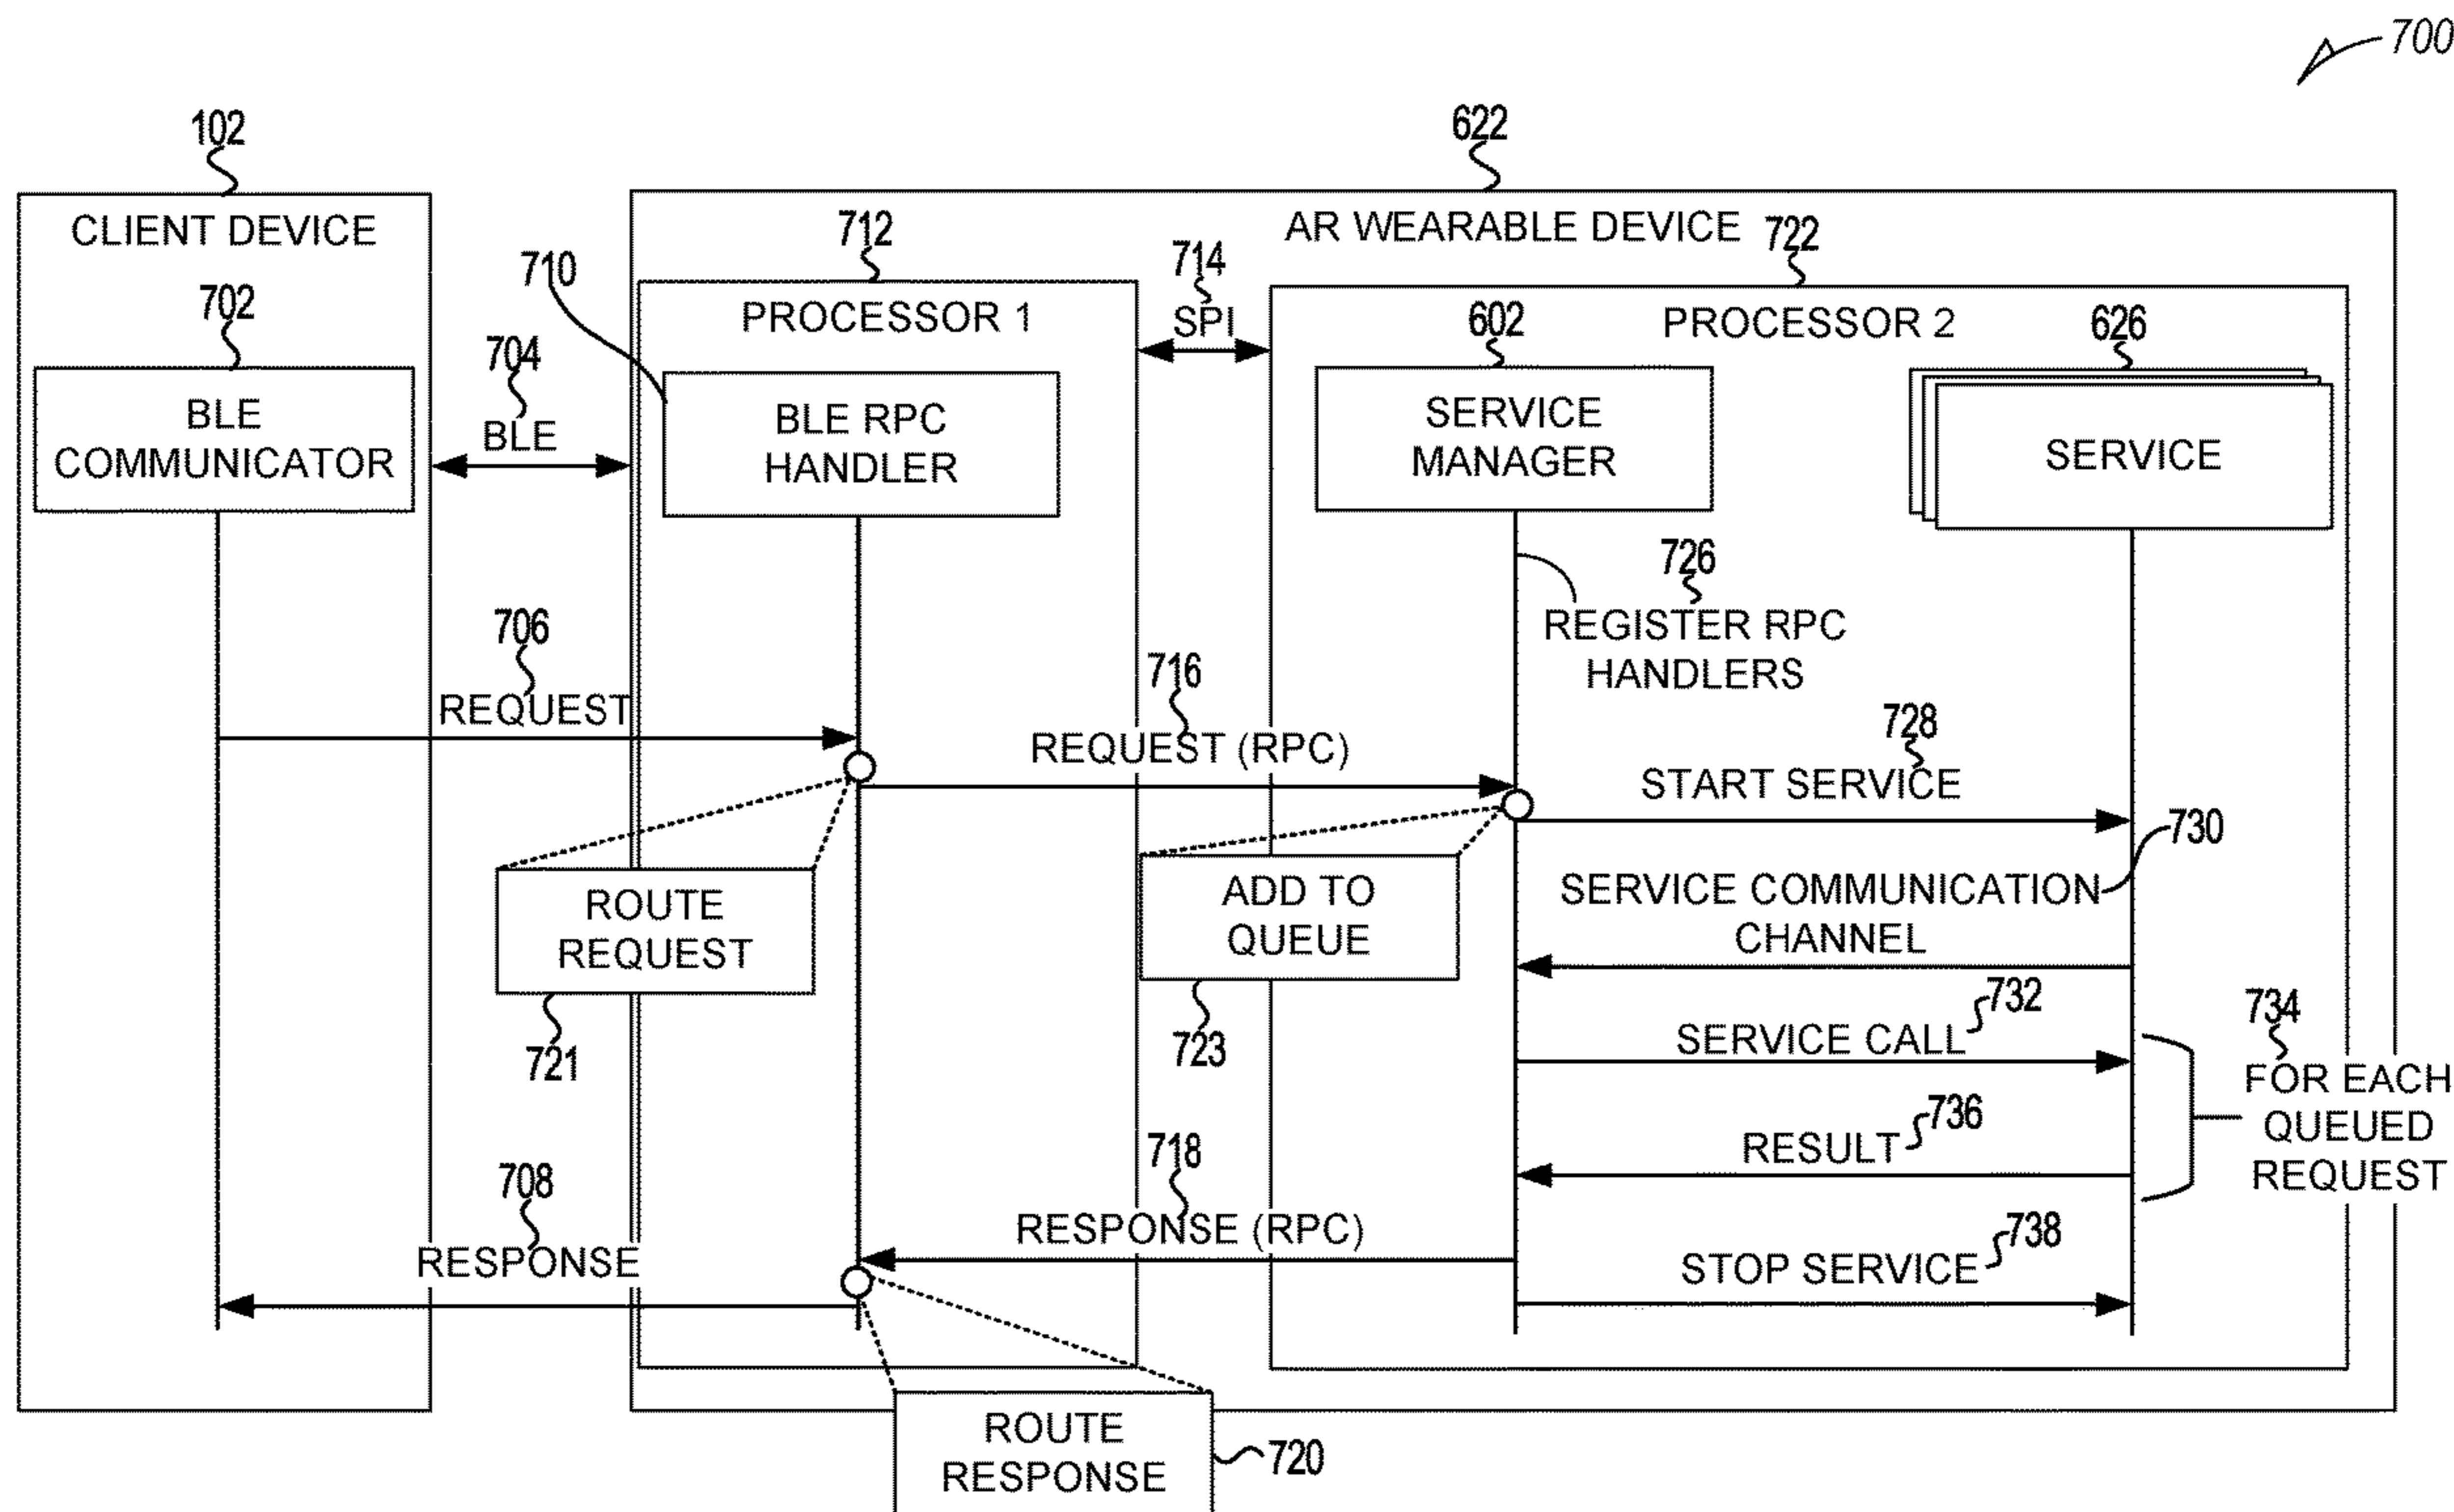 700
102
622
CLIENT DEVICE
AR WEARABLE DEVICE
722
712
714
710
702
PROCESSOR 1
SPI
602
PROCESSOR 2
626
704
BLE
COMMUNICATOR
BLE
BLE RPC
HANDLER
SERVICE
MANAGER
SERVICE
726
REGISTER RPC
HANDLERS
706
REQUEST
716
REQUEST (RPC)
728
START SERVICE
730
ROUTE
REQUEST
721
ADD TO
QUEUE
723
SERVICE COMMUNICATION
CHANNEL
732
SERVICE CALL
734
FOR EACH
QUEUED
REQUEST
736
RESULT
718
RESPONSE (RPC)
708
RESPONSE
738
STOP SERVICE
ROUTE
RESPONSE
720